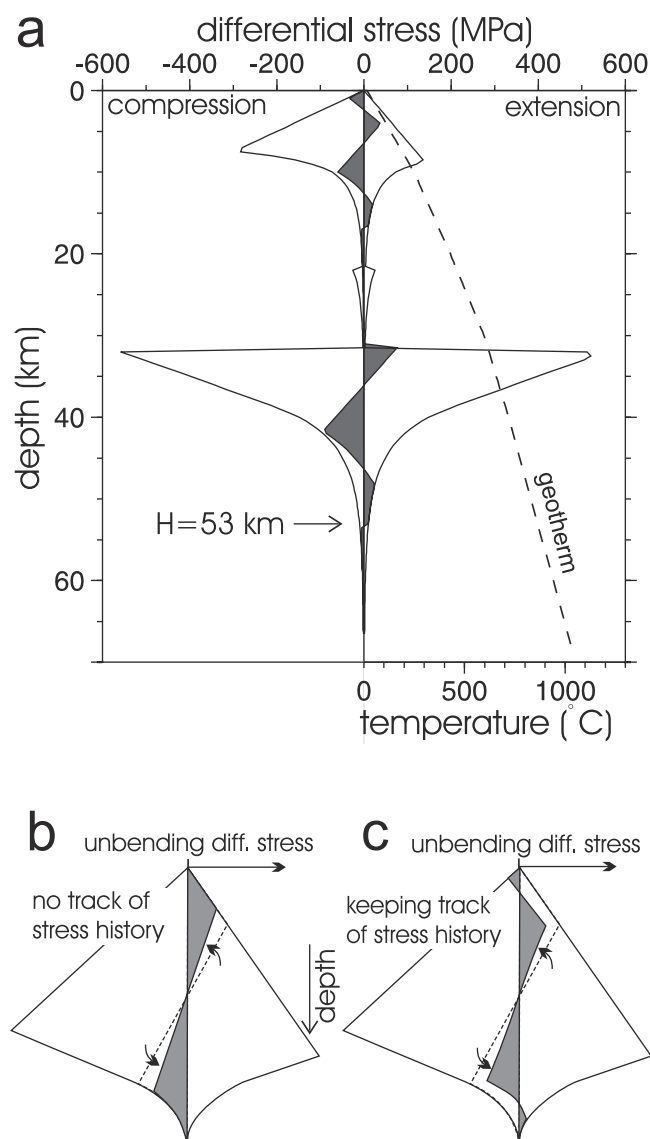 a
differential stress (MPa)
-600 -400 -200 0 200 400 600
compression extension
0
20
40
60
depth (km)
H=53 km
geotherm
0 500 1000
temperature (°C)
b
unbending diff. stress
no track of
stress history
depth
c
unbending diff. stress
keeping track
of stress history